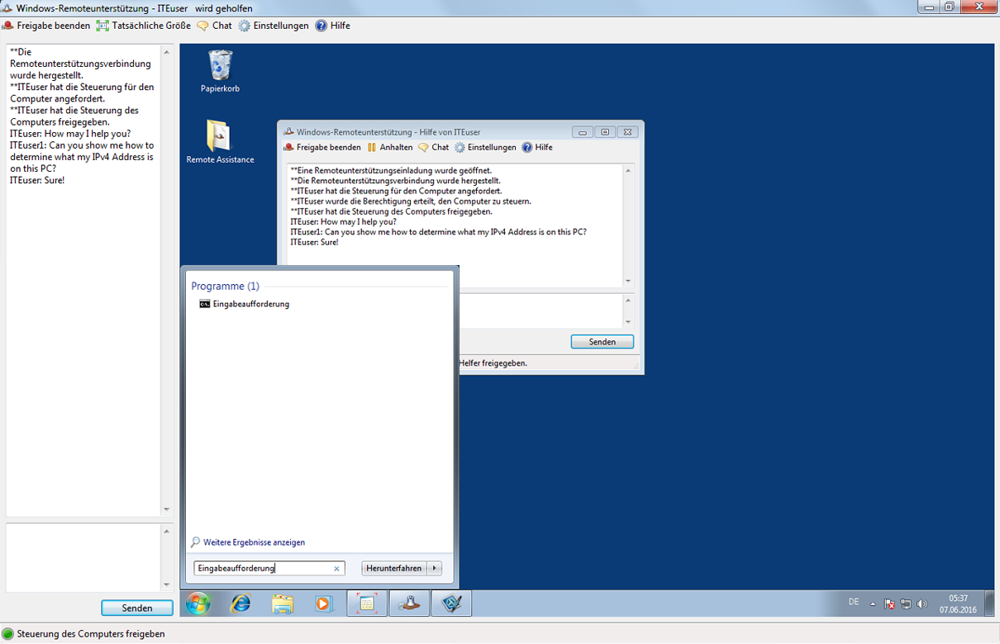 Windows-Remoteunterstützung - ITEuser wird geholfen
Freigabe beenden Tatsächliche Größe Chat Einstellungen Hilfe
**Die
Remoteunterstützungsverbindung
wurde hergestellt.
**ITEuser hat die Steuerung für den
Computer angefordert.
**ITEuser hat die Steuerung des
Computers freigegeben.
ITEuser: How may I help you?
ITEuser1: Can you show me how to
determine what my IPv4 Address is
on this PC?
ITEuser: Sure!
Senden
Papierkorb
Remote Assistance
Windows-Remoteunterstützung - Hilfe von ITEuser
Freigabe beenden Anhalten Chat Einstellungen Hilfe
**Eine Remoteunterstützungseinladung wurde geöffnet.
**Die Remoteunterstützungsverbindung wurde hergestellt.
**ITEuser hat die Steuerung für den Computer angefordert.
**ITEuser wurde die Berechtigung erteilt, den Computer zu steuern.
**ITEuser hat die Steuerung des Computers freigegeben.
ITEuser: How may I help you?
ITEuser1: Can you show me how to determine what my IPv4 Address is on this PC?
ITEuser: Sure!
Senden
Helfer freigegeben.
Programme (1)
Eingabeaufforderung
Weitere Ergebnisse anzeigen
Eingabeaufforderung
Herunterfahren
DE
05:37
07.06.2016
Steuerung des Computers freigeben